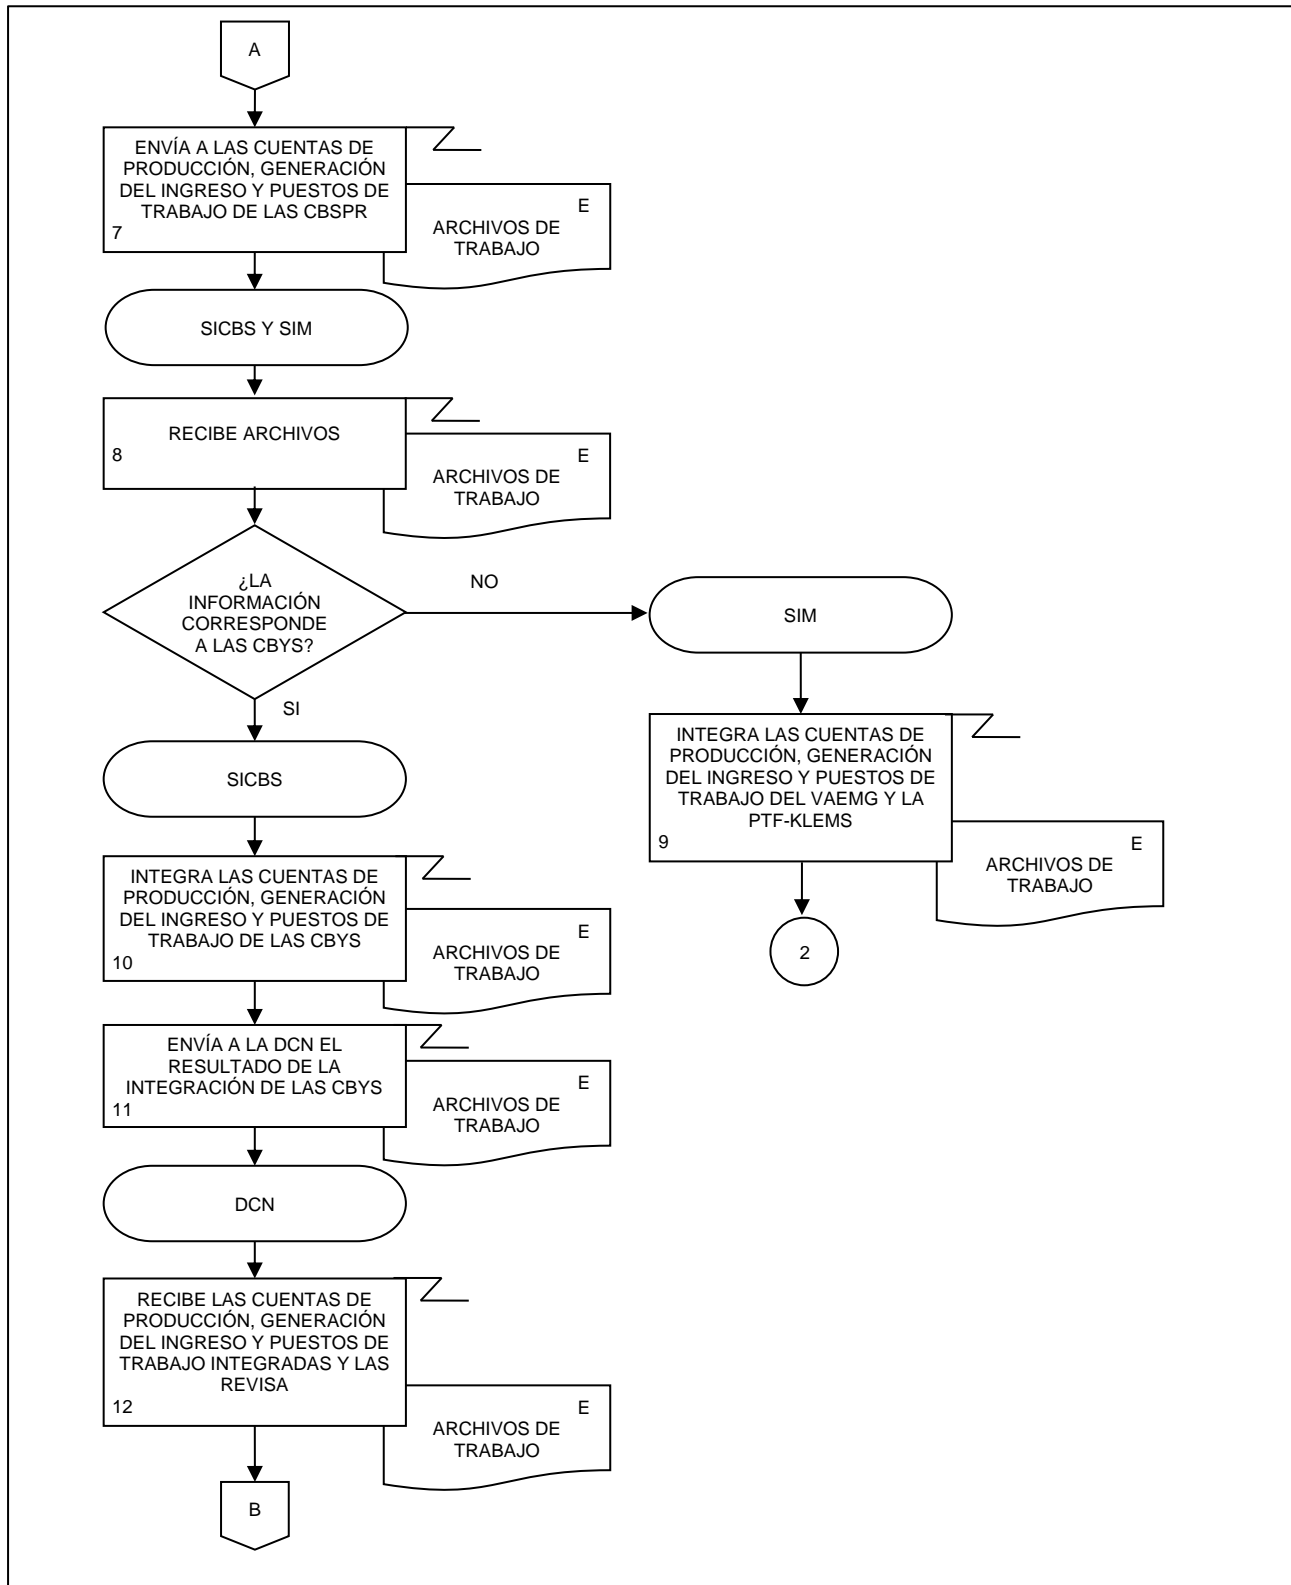 A
ENVÍA A LAS CUENTAS DE
PRODUCCIÓN, GENERACIÓN
DEL INGRESO Y PUESTOS DE
TRABAJO DE LAS CBSPR
7
E
ARCHIVOS DE
TRABAJO
SICBS Y SIM
RECIBE ARCHIVOS
8
E
ARCHIVOS DE
TRABAJO
¿LA
INFORMACIÓN
CORRESPONDE
A LAS CBYS?
NO
SI
SIM
INTEGRA LAS CUENTAS DE
PRODUCCIÓN, GENERACIÓN
DEL INGRESO Y PUESTOS DE
TRABAJO DEL VAEMG Y LA
PTF-KLEMS
9
E
ARCHIVOS DE
TRABAJO
2
SICBS
INTEGRA LAS CUENTAS DE
PRODUCCIÓN, GENERACIÓN
DEL INGRESO Y PUESTOS DE
TRABAJO DE LAS CBYS
10
E
ARCHIVOS DE
TRABAJO
ENVÍA A LA DCN EL
RESULTADO DE LA
INTEGRACIÓN DE LAS CBYS
11
E
ARCHIVOS DE
TRABAJO
DCN
RECIBE LAS CUENTAS DE
PRODUCCIÓN, GENERACIÓN
DEL INGRESO Y PUESTOS DE
TRABAJO INTEGRADAS Y LAS
REVISA
12
E
ARCHIVOS DE
TRABAJO
B